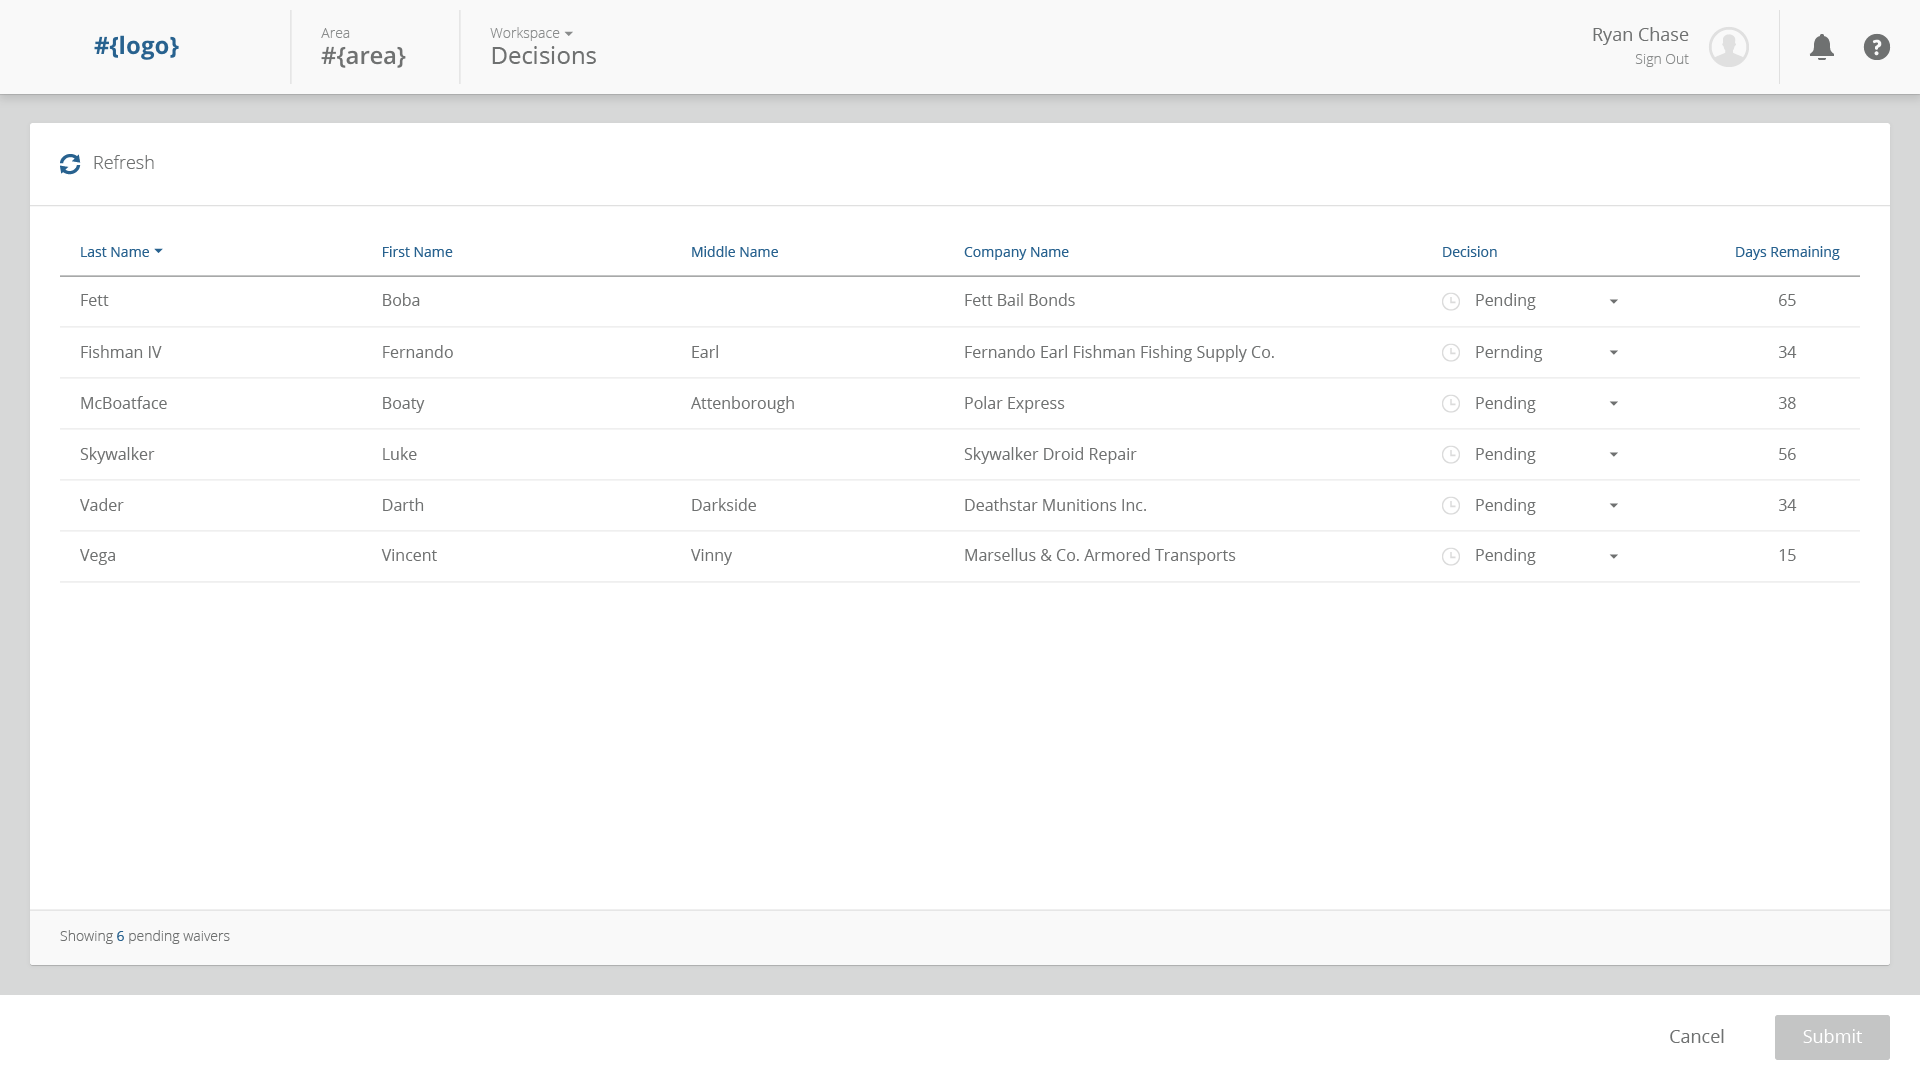 #{logo}
Area
#{area}
Workspace
Decisions
Ryan Chase
Sign Out
?
Refresh
Last Name First Name Middle Name Company Name Decision Days Remaining
Fett Boba Fett Bail Bonds Pending 65
Fishman IV Fernando Earl Fernando Earl Fishman Fishing Supply Co. Pernding 34
McBoatface Boaty Attenborough Polar Express Pending 38
Skywalker Luke Skywalker Droid Repair Pending 56
Vader Darth Darkside Deathstar Munitions Inc. Pending 34
Vega Vincent Vinny Marsellus & Co. Armored Transports Pending 15
Showing 6 pending waivers
Cancel Submit